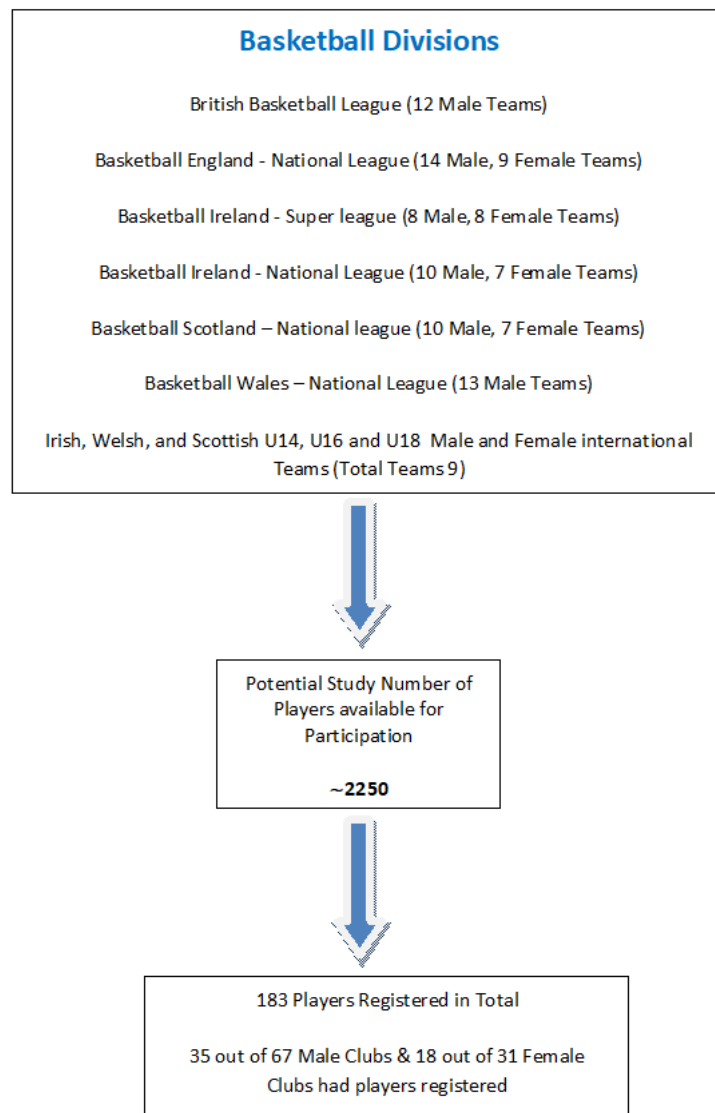 Basketball Divisions
British Basketball League (12 Male Teams)
Basketball England - National League (14 Male, 9 Female Teams)
Basketball Ireland - Super league (8 Male, 8 Female Teams)
Basketball Ireland - National League (10 Male, 7 Female Teams)
Basketball Scotland – National league (10 Male, 7 Female Teams)
Basketball Wales – National League (13 Male Teams)
Irish, Welsh, and Scottish U14, U16 and U18 Male and Female international
Teams (Total Teams 9)
Potential Study Number of
Players available for
Participation
~2250
183 Players Registered in Total
35 out of 67 Male Clubs & 18 out of 31 Female
Clubs had players registered